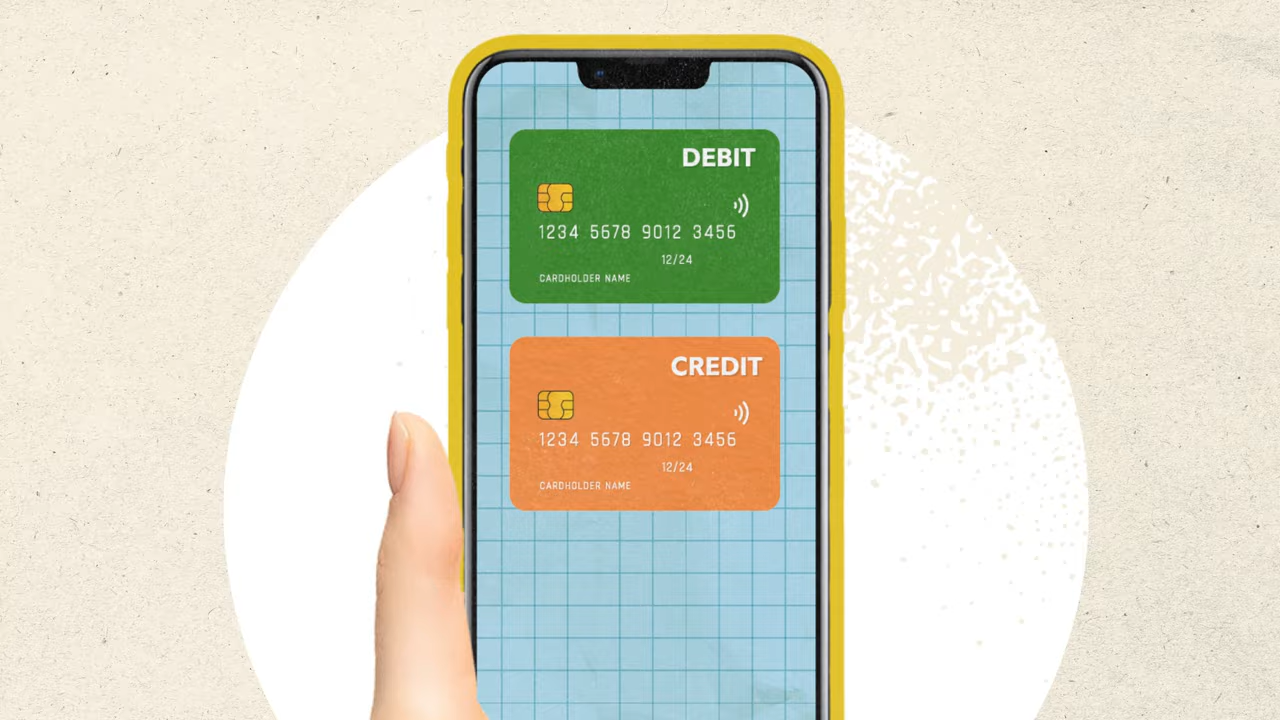 DEBIT
1234 5678 9012 3456
12/24
CARDHOLDER NAME
CREDIT
1234 5678 9012 3456
12/24
CARDHOLDER NAME